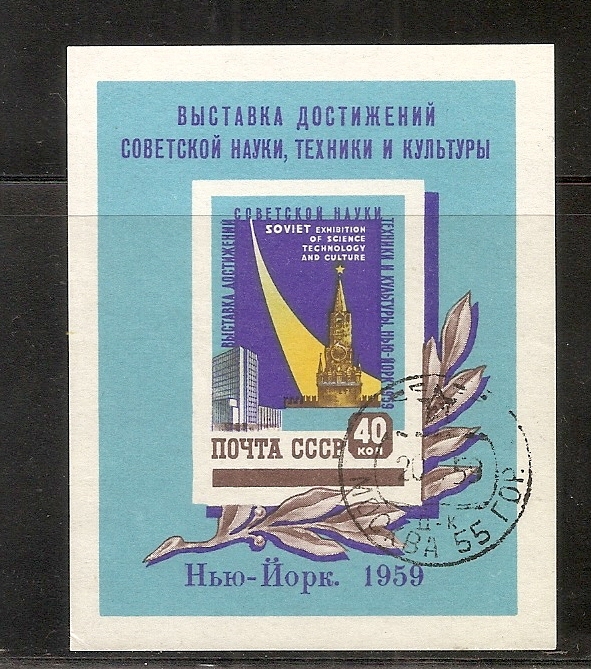 ВЫСТАВКА ДОСТИЖЕНИЙ
СОВЕТСКОЙ НАУКИ, ТЕХНИКИ И КУЛЬТУРЫ
ВЫСТАВКА ДОСТИЖЕНИЙ
СОВЕТСКОЙ НАУКИ
ТЕХНИКИ И КУЛЬТУРЫ. НЬЮ-ЙОРК 1959
SOVIET EXHIBITION
OF SCIENCE
TECHNOLOGY
AND CULTURE
ПОЧТА СССР
40
КОП
55 ГОР
Нью-Йорк. 1959